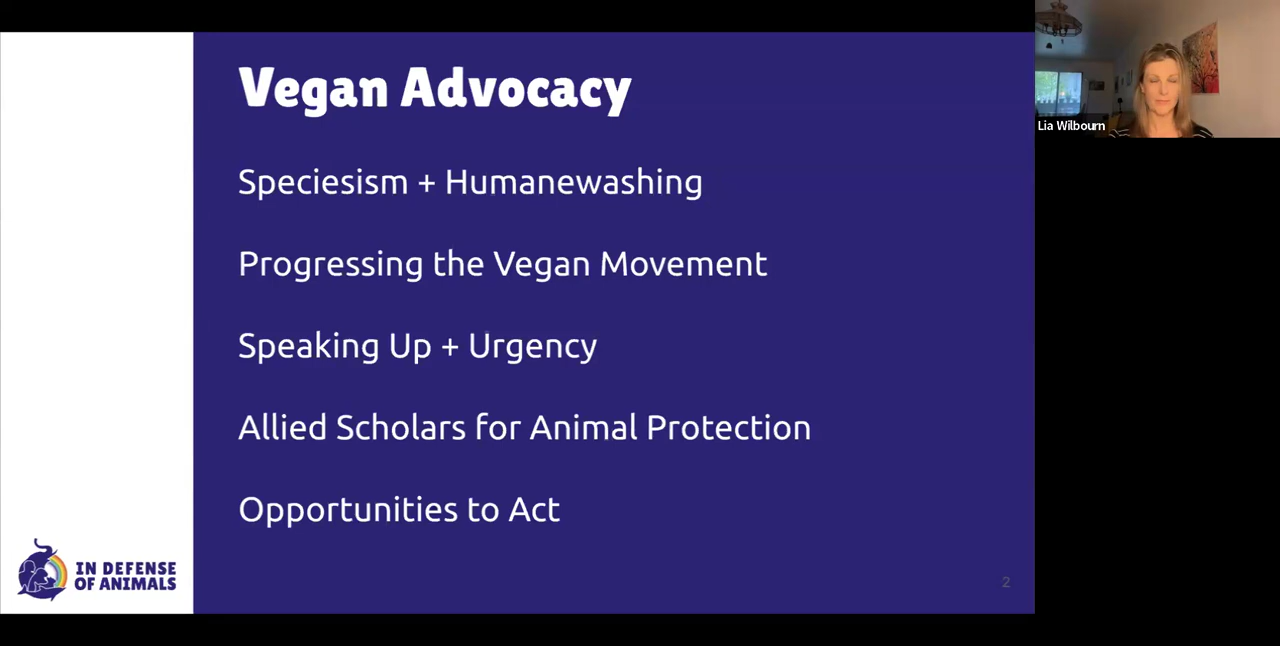 Vegan Advocacy
Speciesism + Humanewashing
Progressing the Vegan Movement
Speaking Up + Urgency
Allied Scholars for Animal Protection
Opportunities to Act
IN DEFENSE
OF ANIMALS
2
Lia Wilbourn